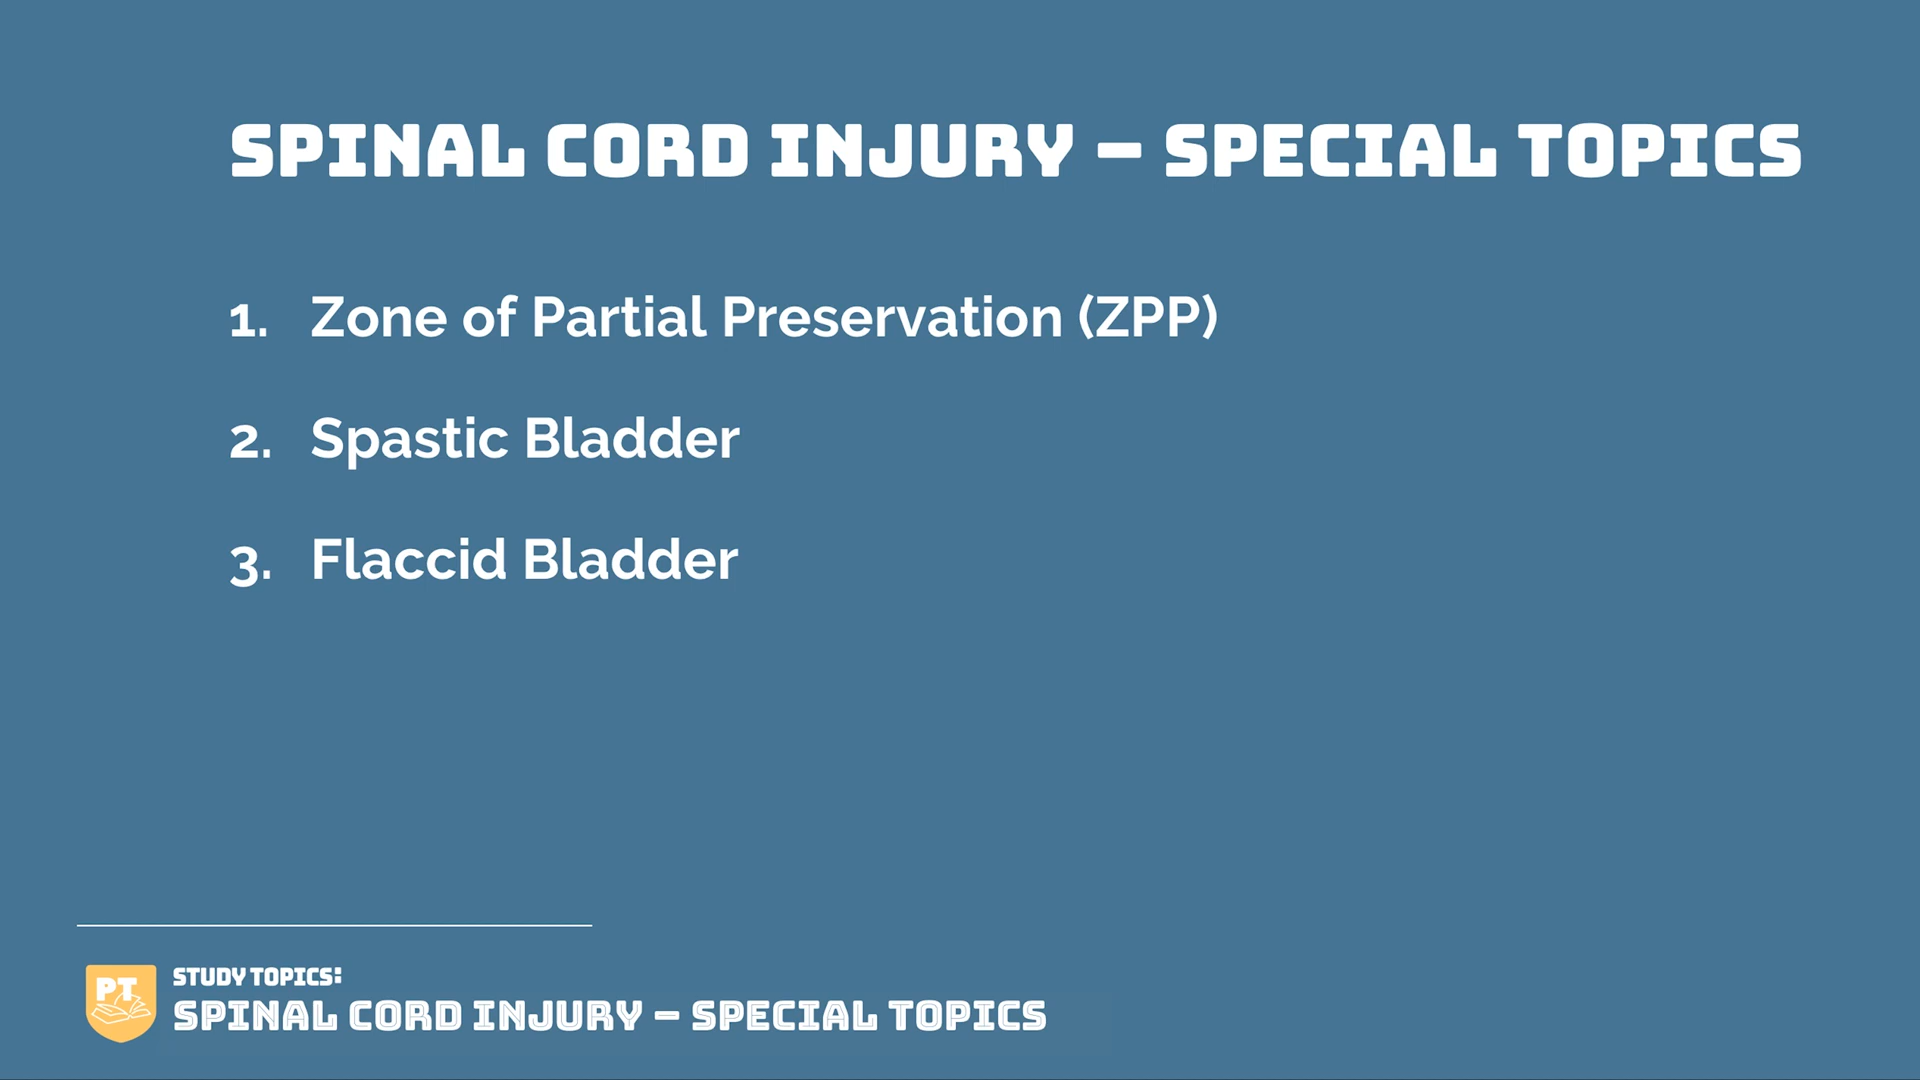 SPINAL CORD INJURY – SPECIAL TOPICS
1. Zone of Partial Preservation (ZPP)
2. Spastic Bladder
3. Flaccid Bladder
PT
STUDY TOPICS:
SPINAL CORD INJURY – SPECIAL TOPICS